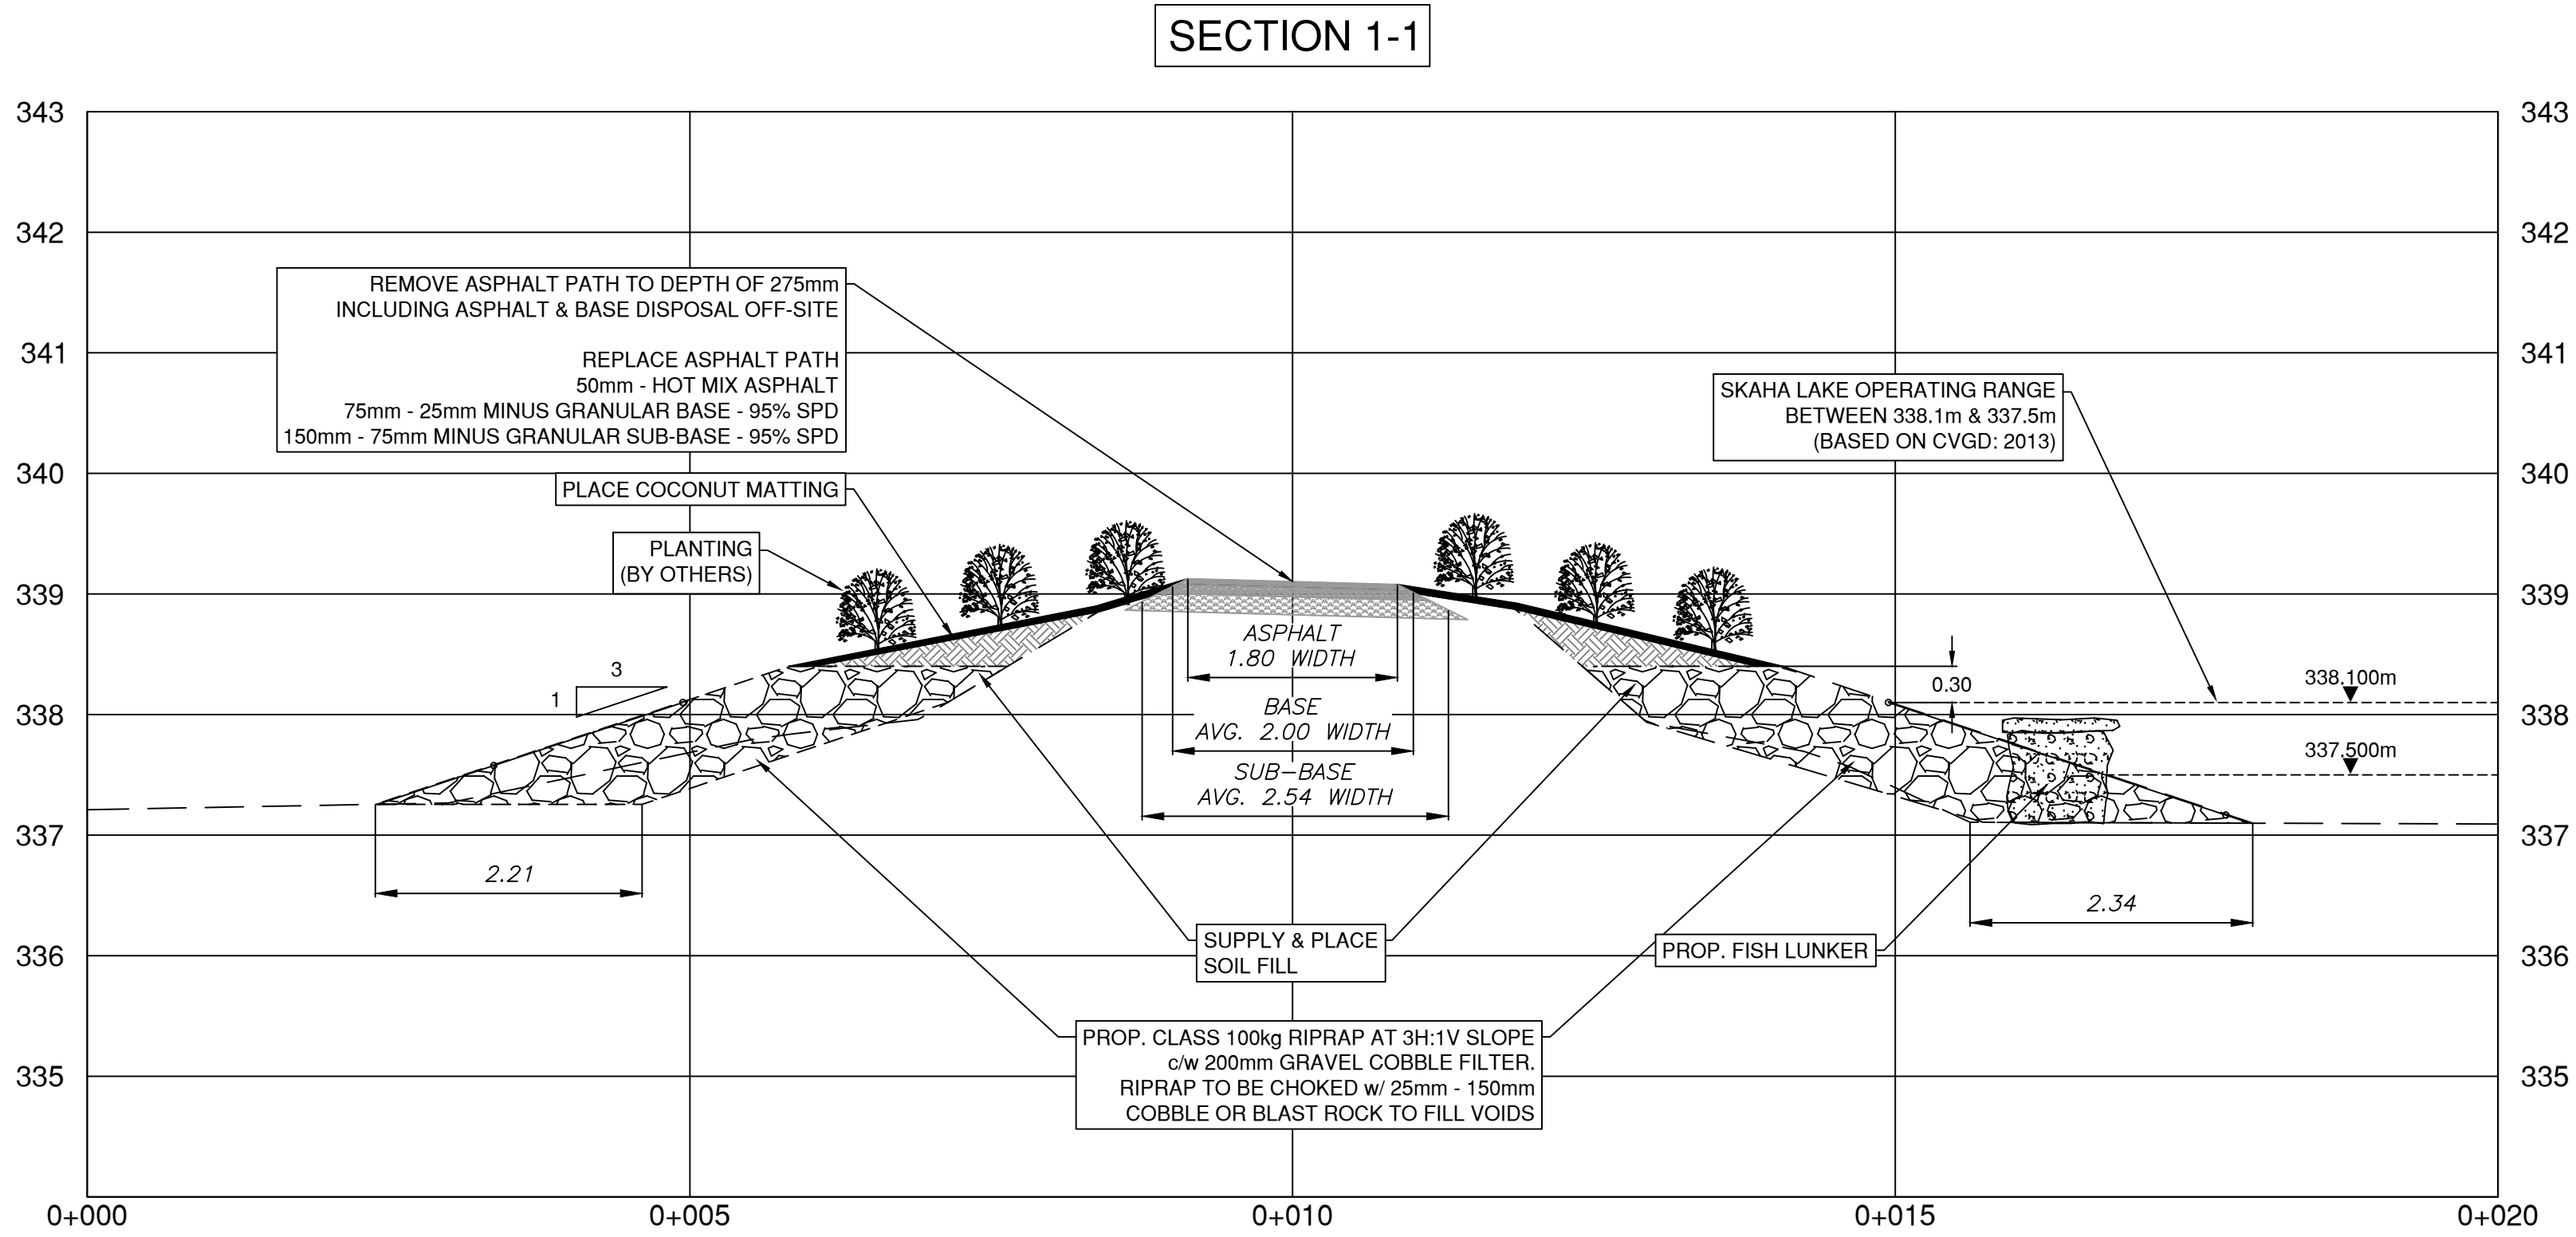 SECTION 1-1
343
343
342
342
REMOVE ASPHALT PATH TO DEPTH OF 275mm
INCLUDING ASPHALT & BASE DISPOSAL OFF-SITE
REPLACE ASPHALT PATH
50mm - HOT MIX ASPHALT
75mm - 25mm MINUS GRANULAR BASE - 95% SPD
150mm - 75mm MINUS GRANULAR SUB-BASE - 95% SPD
341
341
SKAHA LAKE OPERATING RANGE
BETWEEN 338.1m & 337.5m
(BASED ON CVGD: 2013)
340
340
PLACE COCONUT MATTING
PLANTING
(BY OTHERS)
339
339
ASPHALT
1.80 WIDTH
3
1
0.30
338.100m
BASE
AVG. 2.00 WIDTH
338
338
337.500m
SUB-BASE
AVG. 2.54 WIDTH
337
337
2.21
2.34
SUPPLY & PLACE
SOIL FILL
PROP. FISH LUNKER
336
336
PROP. CLASS 100kg RIPRAP AT 3H:1V SLOPE
c/w 200mm GRAVEL COBBLE FILTER.
RIPRAP TO BE CHOKED w/ 25mm - 150mm
COBBLE OR BLAST ROCK TO FILL VOIDS
335
335
0+000
0+005
0+010
0+015
0+020